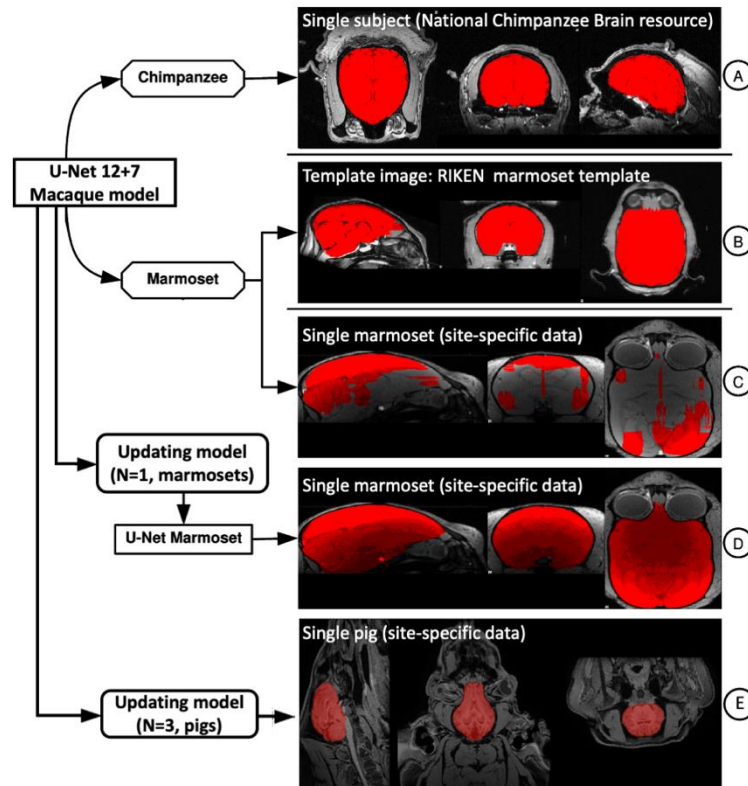 Single subject (National Chimpanzee Brain resource)
Chimpanzee
A
U-Net 12+7
Macaque model
Template image: RIKEN marmoset template
B
Marmoset
Single marmoset (site-specific data)
C
Updating model
(N=1, marmosets)
Single marmoset (site-specific data)
U-Net Marmoset
D
Single pig (site-specific data)
Updating model
(N=3, pigs)
E